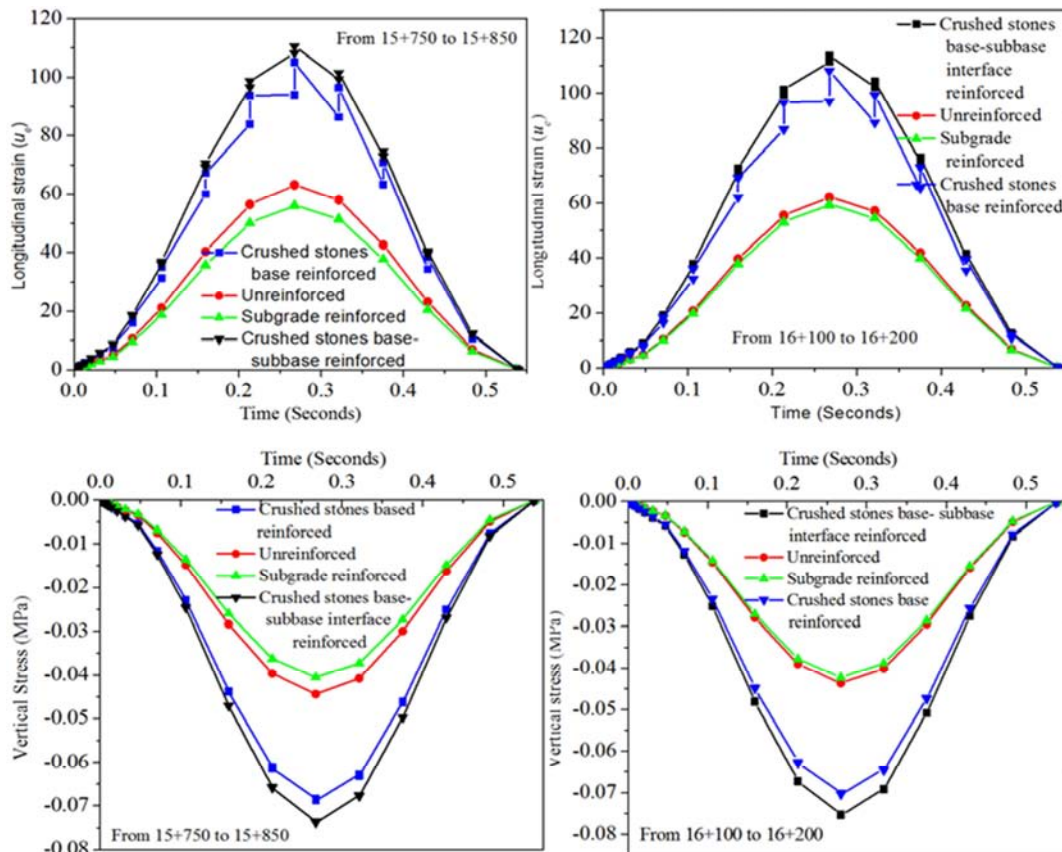 120
100
80
60
40
20
0
Longitudinal strain (u_e)
From 15+750 to 15+850
Crushed stones
base reinforced
Unreinforced
Subgrade reinforced
Crushed stones base-
subbase reinforced
0.0 0.1 0.2 0.3 0.4 0.5
Time (Seconds)
120
100
80
60
40
20
0
Longitudinal strain (u_e)
Crushed stones
base-subbase
interface
reinforced
Unreinforced
Subgrade
reinforced
Crushed stones
base reinforced
From 16+100 to 16+200
0.0 0.1 0.2 0.3 0.4 0.5
Time (Seconds)
Time (Seconds)
0.0 0.1 0.2 0.3 0.4 0.5
0.00
-0.01
-0.02
-0.03
-0.04
-0.05
-0.06
-0.07
-0.08
Vertical Stress (MPa)
Crushed stones based
reinforced
Unreinforced
Subgrade reinforced
Crushed stones base-
subbase interface
reinforced
From 15+750 to 15+850
Time (Seconds)
0.0 0.1 0.2 0.3 0.4 0.5
0.00
-0.01
-0.02
-0.03
-0.04
-0.05
-0.06
-0.07
-0.08
Vertical stress (MPa)
Crushed stones base- subbase
interface reinforced
Unreinforced
Subgrade reinforced
Crushed stones base
reinforced
From 16+100 to 16+200